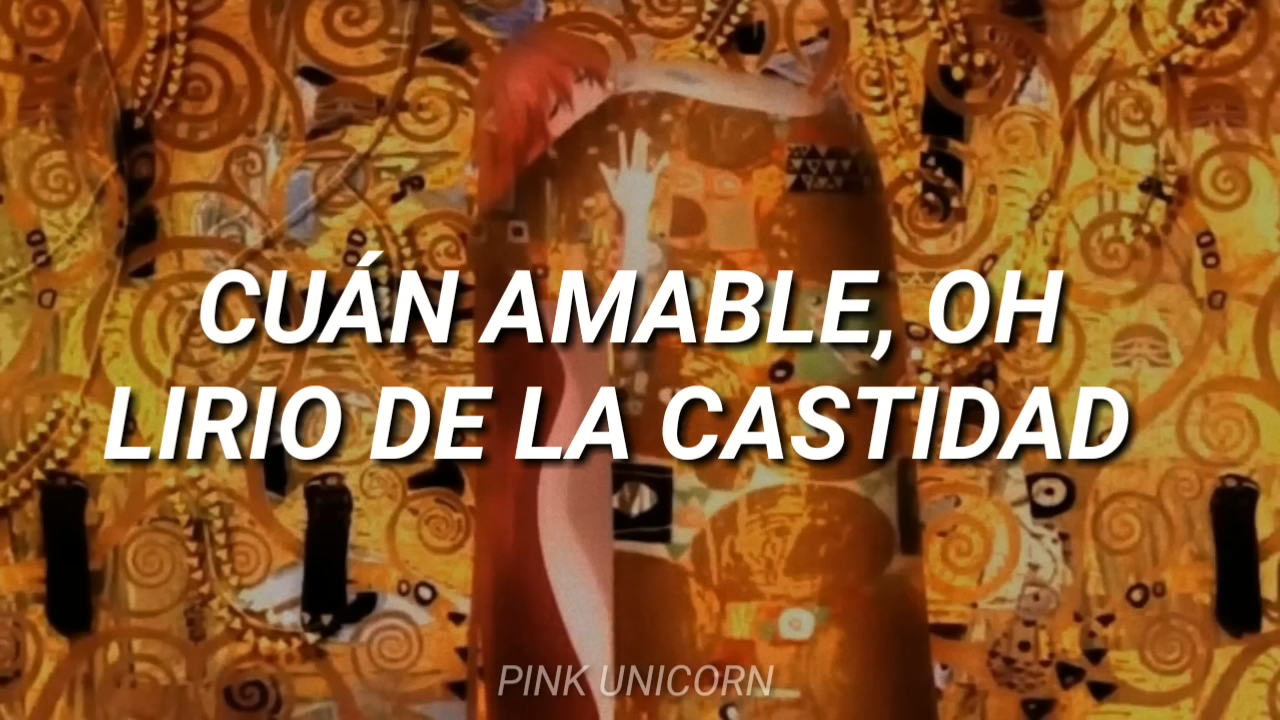 CUÁN AMABLE, OH
LIRIO DE LA CASTIDAD
PINK UNICORN